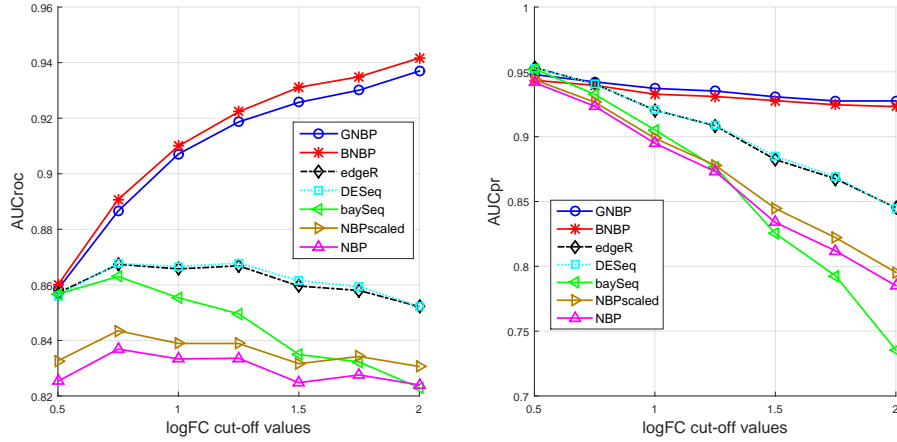 0.96
0.94
0.92
0.9
0.88
0.86
0.84
0.82
AUCroc
0.5
1
1.5
2
logFC cut-off values
GNBP
BNBP
edgeR
DESeq
baySeq
NBPscaled
NBP
1
0.95
0.9
0.85
0.8
0.75
0.7
AUCpr
0.5
1
1.5
2
logFC cut-off values
GNBP
BNBP
edgeR
DESeq
baySeq
NBPscaled
NBP